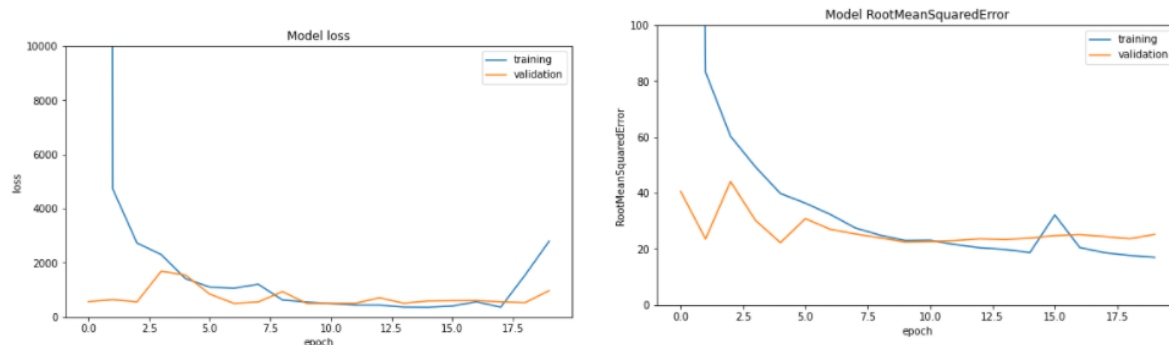 Model loss
10000
8000
6000
4000
2000
0
loss
training
validation
0.0 2.5 5.0 7.5 10.0 12.5 15.0 17.5
epoch
Model RootMeanSquaredError
100
80
60
40
20
0
RootMeanSquaredError
training
validation
0.0 2.5 5.0 7.5 10.0 12.5 15.0 17.5
epoch